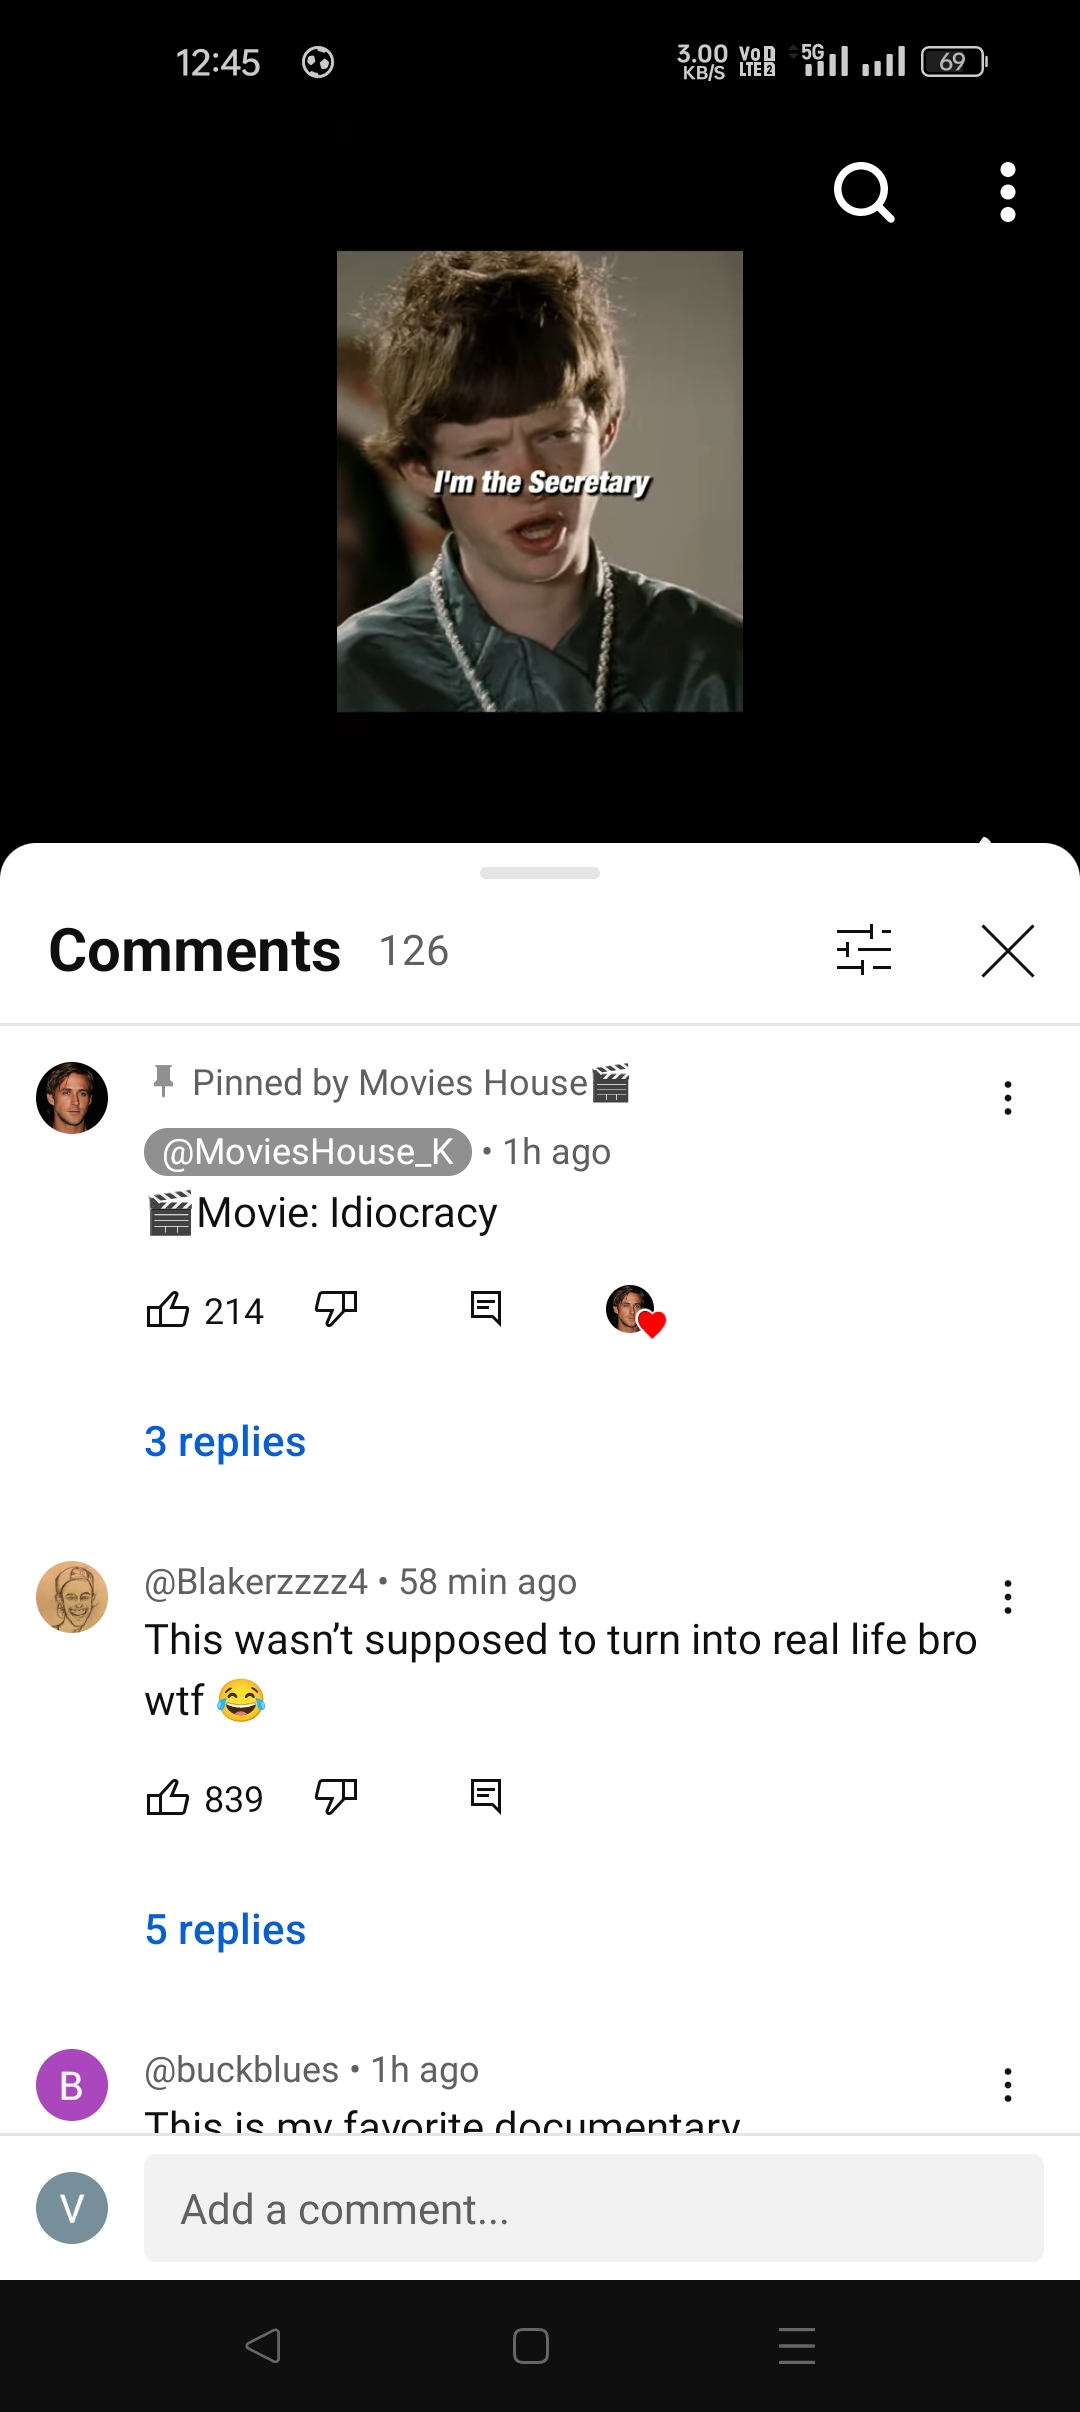 12:45
3.00 KB/S
Vo 1 LTE 2
5G
69
I'm the Secretary
Comments 126
Pinned by Movies House🎬
@MoviesHouse_K • 1h ago
🎬Movie: Idiocracy
214
3 replies
@Blakerzzzz4 • 58 min ago
This wasn’t supposed to turn into real life bro
wtf 😂
839
5 replies
B
@buckblues • 1h ago
This is my favorite documentary
V
Add a comment...